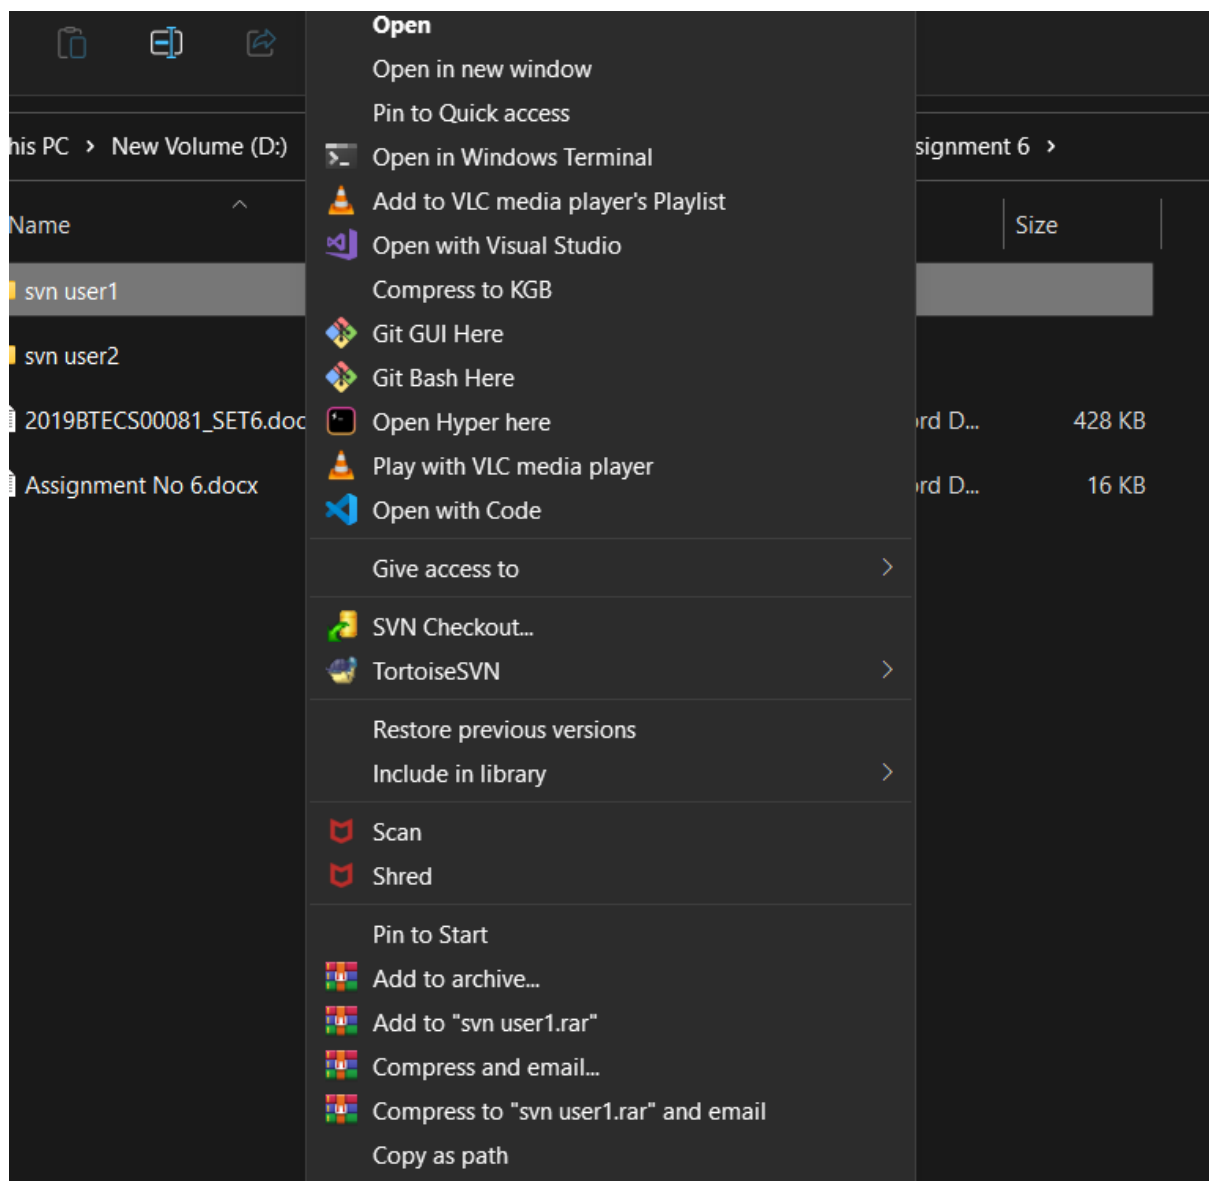 Open
Open in new window
Pin to Quick access
his PC > New Volume (D:)
signment 6 >
Open in Windows Terminal
Add to VLC media player's Playlist
Name
Size
Open with Visual Studio
svn user1
Compress to KGB
Git GUI Here
svn user2
Git Bash Here
2019BTECS00081_SET6.doc
Open Hyper here
rd D...
428 KB
Play with VLC media player
Assignment No 6.docx
rd D...
16 KB
Open with Code
Give access to
SVN Checkout...
TortoiseSVN
Restore previous versions
Include in library
Scan
Shred
Pin to Start
Add to archive...
Add to "svn user1.rar"
Compress and email...
Compress to "svn user1.rar" and email
Copy as path